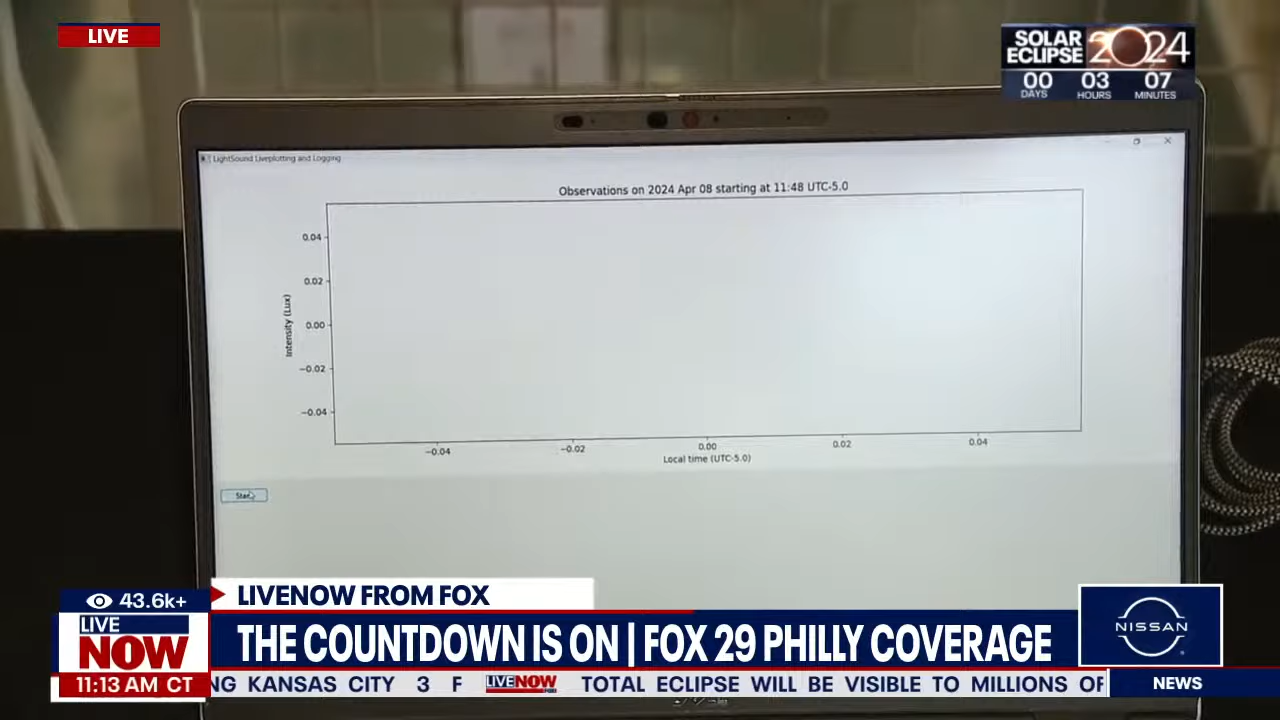 LIVE
SOLAR
ECLIPSE 2024
00 03 07
DAYS HOURS MINUTES
LightSound Liveplotting and Logging
Observations on 2024 Apr 08 starting at 11:48 UTC-5.0
0.04
0.02
0.00
−0.02
−0.04
Intensity (Lux)
−0.04 −0.02 0.00 0.02 0.04
Local time (UTC-5.0)
Start
LIVENOW FROM FOX
43.6k+
LIVE
NOW
THE COUNTDOWN IS ON | FOX 29 PHILLY COVERAGE
NISSAN
11:13 AM CT
NG KANSAS CITY 3 F LIVENOW FOX TOTAL ECLIPSE WILL BE VISIBLE TO MILLIONS OF
NEWS